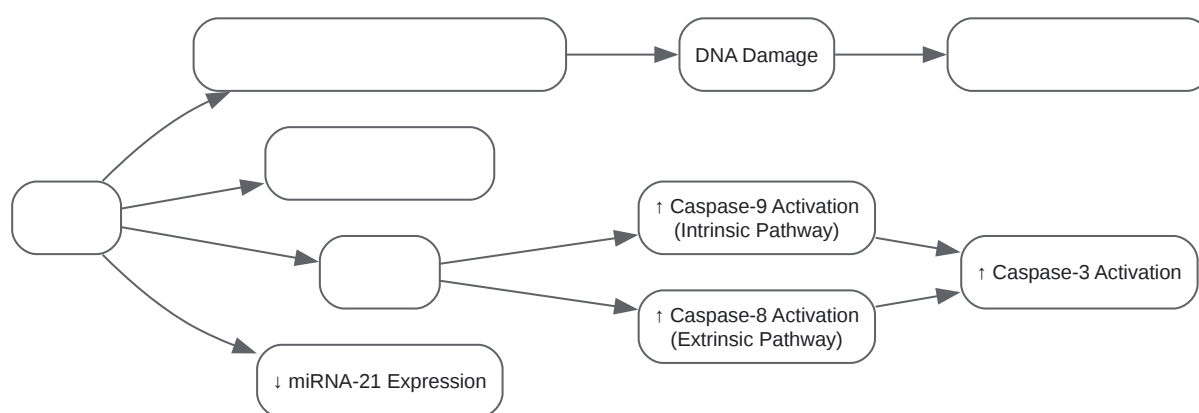 DNA Damage
↑ Caspase-9 Activation
(Intrinsic Pathway)
↑ Caspase-3 Activation
↑ Caspase-8 Activation
(Extrinsic Pathway)
↓ miRNA-21 Expression